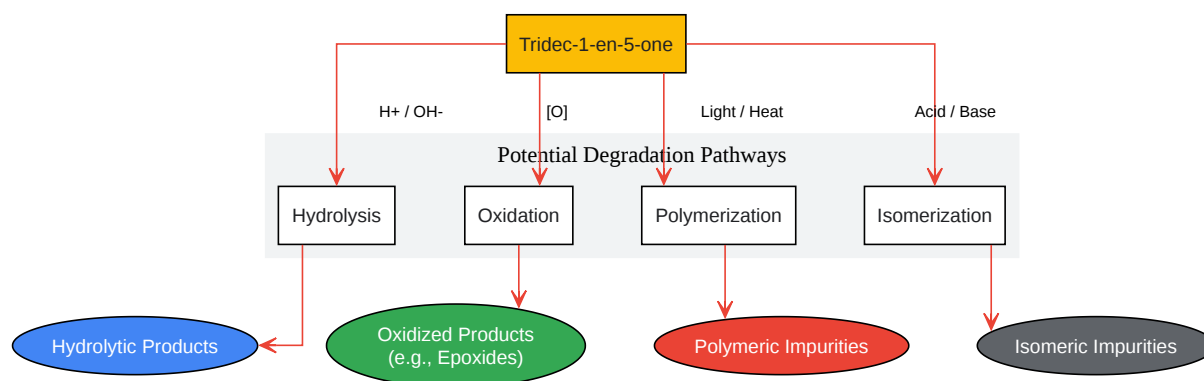 Tridec-1-en-5-one
H+ / OH-
[O]
Light / Heat
Acid / Base
Potential Degradation Pathways
Hydrolysis
Oxidation
Polymerization
Isomerization
Hydrolytic Products
Oxidized Products
(e.g., Epoxides)
Polymeric Impurities
Isomeric Impurities